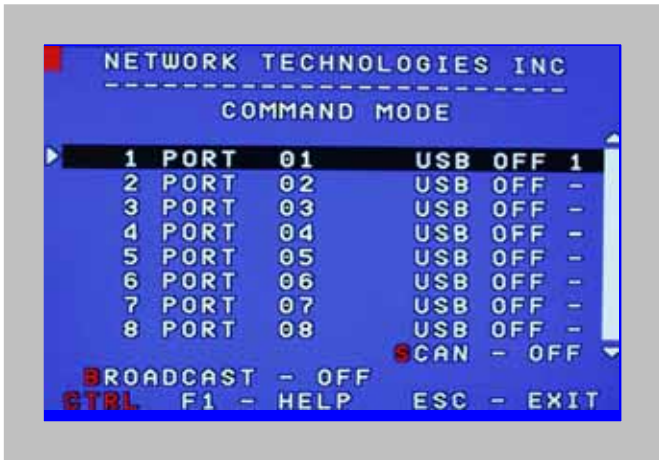 NETWORK TECHNOLOGIES INC
--------------------------
COMMAND MODE
1 PORT 01 USB OFF 1
2 PORT 02 USB OFF -
3 PORT 03 USB OFF -
4 PORT 04 USB OFF -
5 PORT 05 USB OFF -
6 PORT 06 USB OFF -
7 PORT 07 USB OFF -
8 PORT 08 USB OFF -
SCAN - OFF
BROADCAST - OFF
CTRL F1 - HELP ESC - EXIT